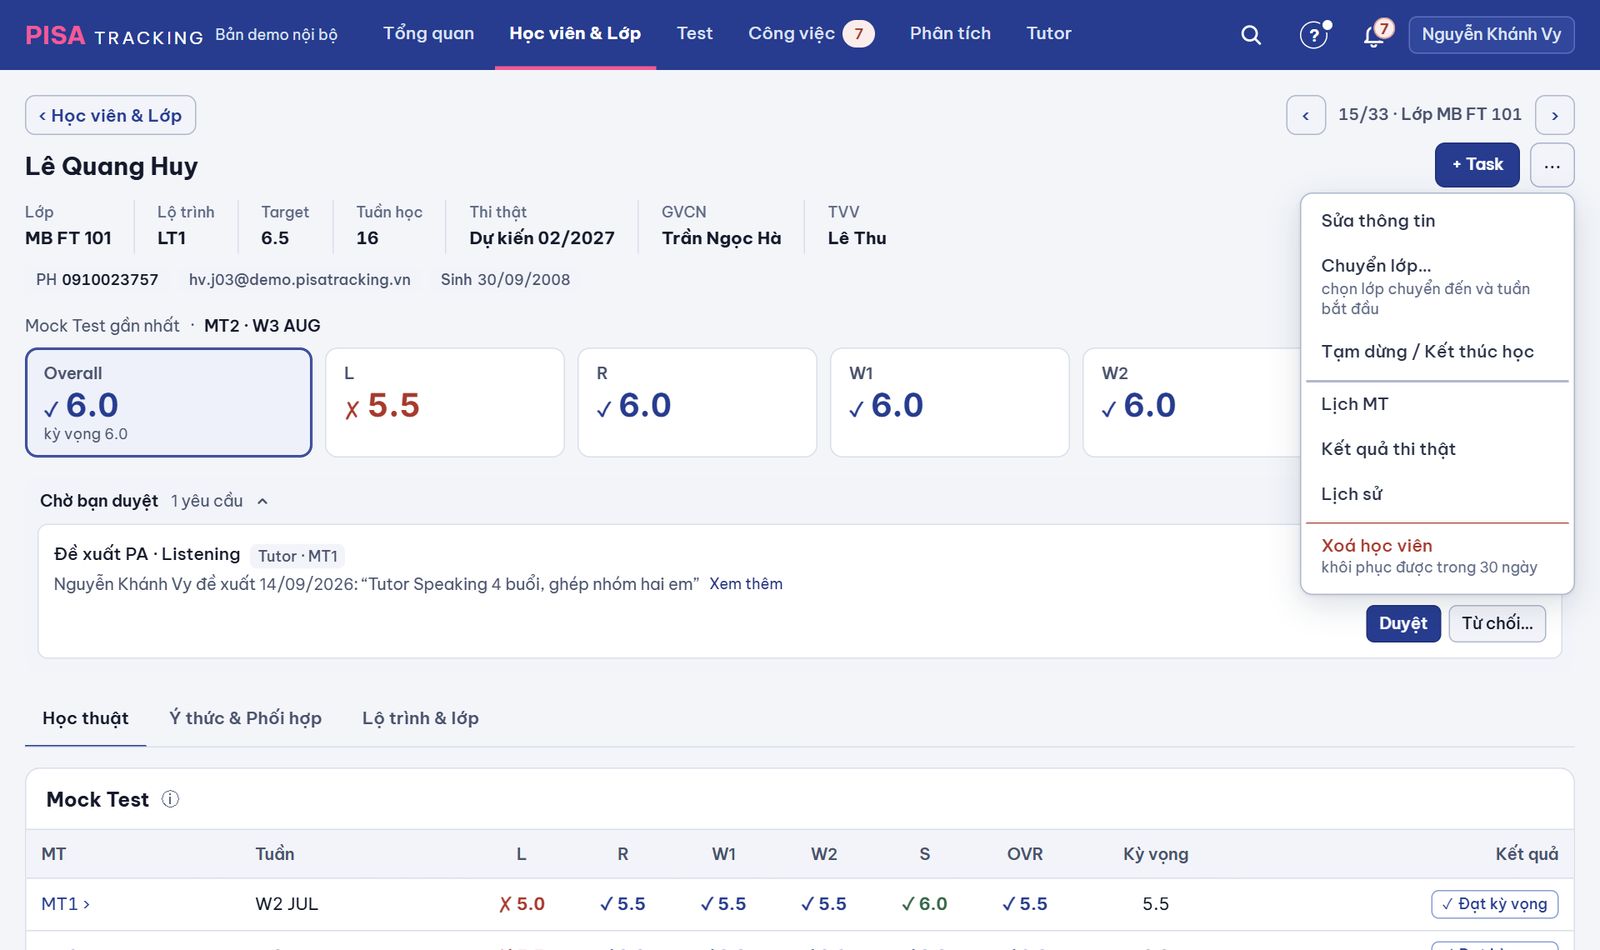 PISA TRACKING Bản demo nội bộ Tổng quan Học viên & Lớp Test Công việc 7 Phân tích Tutor ? 7 Nguyễn Khánh Vy
‹ Học viên & Lớp ‹ 15/33 · Lớp MB FT 101 ›
Lê Quang Huy + Task ...
Lớp Lộ trình Target Tuần học Thi thật GVCN TVV
MB FT 101 LT1 6.5 16 Dự kiến 02/2027 Trần Ngọc Hà Lê Thu
PH 0910023757 hv.j03@demo.pisatracking.vn Sinh 30/09/2008
Mock Test gần nhất · MT2 · W3 AUG
Overall L R W1 W2
✓ 6.0 ✗ 5.5 ✓ 6.0 ✓ 6.0 ✓ 6.0
kỳ vọng 6.0
Sửa thông tin
Chuyển lớp...
chọn lớp chuyển đến và tuần
bắt đầu
Tạm dừng / Kết thúc học
Lịch MT
Kết quả thi thật
Lịch sử
Xoá học viên
khôi phục được trong 30 ngày
Chờ bạn duyệt 1 yêu cầu
Đề xuất PA · Listening Tutor · MT1
Nguyễn Khánh Vy đề xuất 14/09/2026: “Tutor Speaking 4 buổi, ghép nhóm hai em” Xem thêm
Duyệt Từ chối...
Học thuật Ý thức & Phối hợp Lộ trình & lớp
Mock Test ⓘ
MT Tuần L R W1 W2 S OVR Kỳ vọng Kết quả
MT1 › W2 JUL ✗ 5.0 ✓ 5.5 ✓ 5.5 ✓ 5.5 ✓ 6.0 ✓ 5.5 5.5 ✓ Đạt kỳ vọng